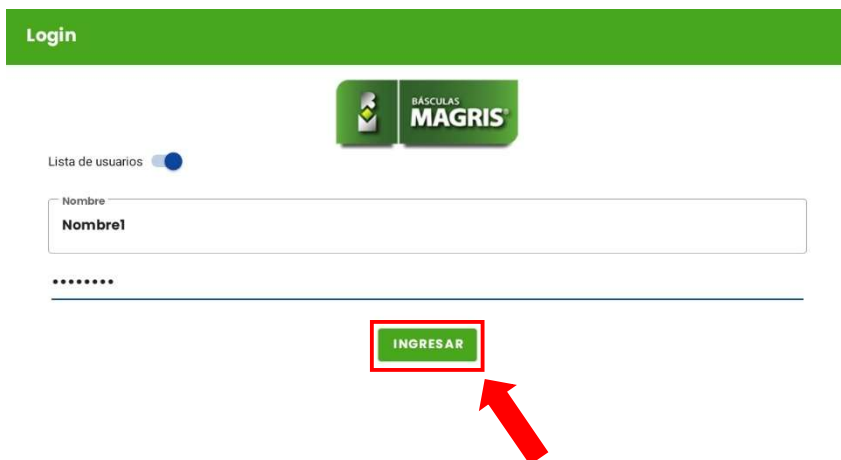 Login
BÁSCULAS
MAGRIS®
Lista de usuarios
Nombre
Nombre1
••••••••
INGRESAR